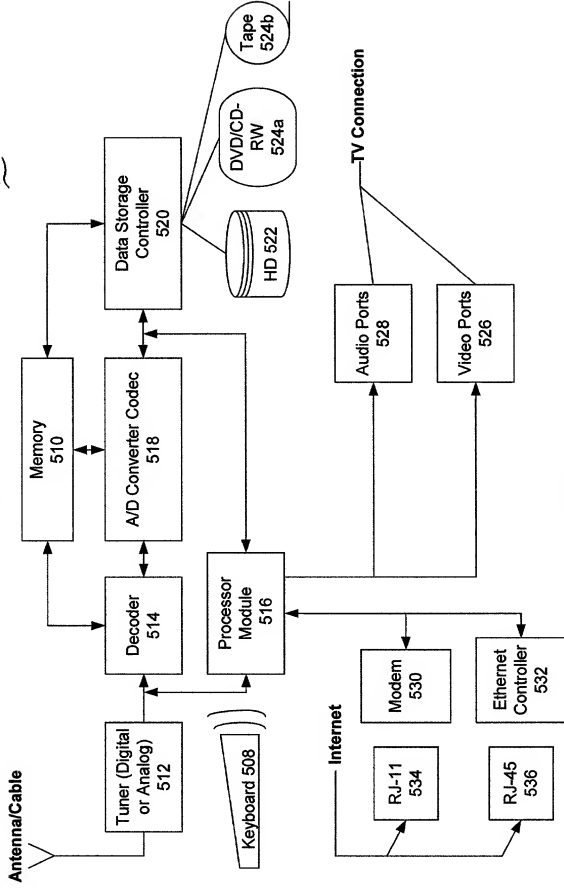 Antenna/Cable
Tuner (Digital
or Analog)
512
Decoder
514
Memory
510
A/D Converter Codec
518
Data Storage
Controller
520
HD 522
DVD/CD-
RW
524a
Tape
524b
Keyboard 508
Processor
Module
516
Audio Ports
528
Video Ports
526
TV Connection
Internet
Modem
530
Ethernet
Controller
532
RJ-11
534
RJ-45
536